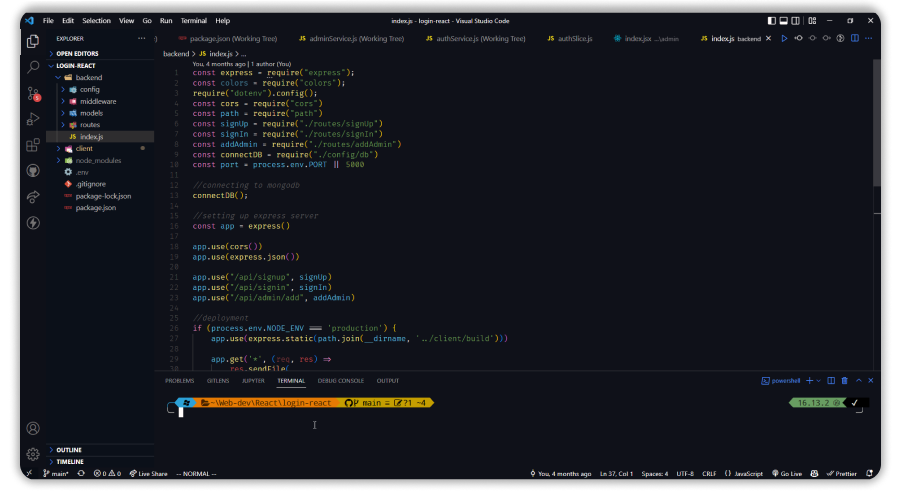 File Edit Selection View Go Run Terminal Help index.js - login-react - Visual Studio Code
EXPLORER ··· package.json (Working Tree) JS adminService.js (Working Tree) JS authService.js (Working Tree) JS authSlice.js index.jsx ...\admin JS index.js backend
backend > JS index.js > ...
OPEN EDITORS
LOGIN-REACT
backend
config
middleware
models
routes
JS index.js
client
node_modules
.env
.gitignore
package-lock.json
package.json
OUTLINE
TIMELINE
You, 4 months ago | 1 author (You)
1 const express = require("express");
2 const colors = require("colors");
3 require("dotenv").config();
4 const cors = require("cors")
5 const path = require("path")
6 const signUp = require("./routes/signUp")
7 const signIn = require("./routes/signIn")
8 const addAdmin = require("./routes/addAdmin")
9 const connectDB = require("./config/db")
10 const port = process.env.PORT || 5000
11
12 //connecting to mongodb
13 connectDB();
14
15 //setting up express server
16 const app = express()
17
18
19 app.use(cors())
20 app.use(express.json())
21 app.use("/api/signup", signUp)
22 app.use("/api/signin", signIn)
23 app.use("/api/admin/add", addAdmin)
24
25 //deployment
26 if (process.env.NODE_ENV === 'production') {
27 app.use(express.static(path.join(__dirname, '../client/build')))
28
29 app.get('*', (req, res) =>
30 res.sendFile(
PROBLEMS GITLENS JUPYTER TERMINAL DEBUG CONSOLE OUTPUT powershell
~\Web-dev\React\login-react main ≡ ?1 ~4 16.13.2
main* 0 0 Live Share -- NORMAL -- You, 4 months ago Ln 37, Col 1 Spaces: 4 UTF-8 CRLF {} JavaScript Go Live Prettier